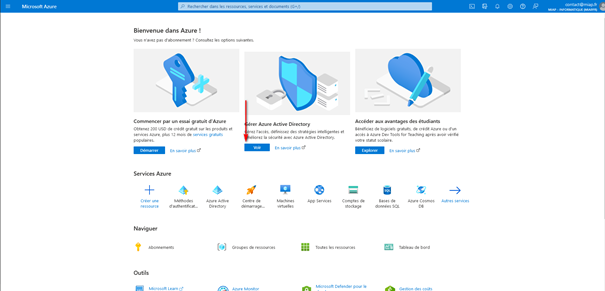 Microsoft Azure
Rechercher dans les ressources, services et documents (G+/)
contact@miap.fr
Bienvenue dans Azure !
Vous n'avez pas d'abonnement ? Consultez les options suivantes.
Commencer par un essai gratuit d'Azure
Obtenez 200 USD de crédit gratuit sur les produits et
services Azure, plus 12 mois de services gratuits
populaires.
Démarrer
En savoir plus
Gérer Azure Active Directory
l'accès, définissez des stratégies intelligentes et
améliorez la sécurité avec Azure Active Directory.
Voir
En savoir plus
Accéder aux avantages des étudiants
Bénéficiez de logiciels gratuits, de crédit Azure ou d'un
accès à Azure Dev Tools for Teaching après avoir vérifié
votre statut scolaire.
Explorer
En savoir plus
Services Azure
Créer une
ressource
Méthodes
d'authentificat...
Azure Active
Directory
Centre de
démarrage...
Machines
virtuelles
App Services
Comptes de
stockage
Bases de
données SQL
Azure Cosmos
DB
Autres services
Naviguer
Abonnements
Groupes de ressources
Toutes les ressources
Tableau de bord
Outils
Microsoft Learn
Azure Monitor
Microsoft Defender pour le
Gestion des coûts